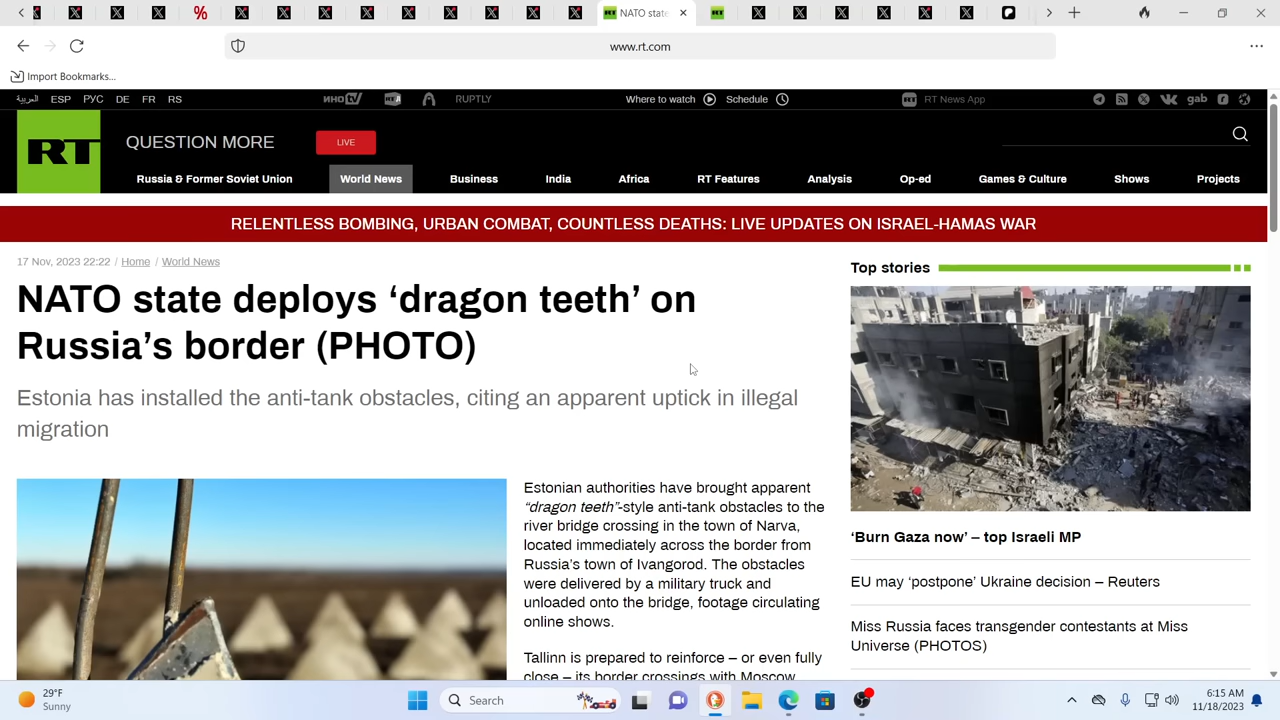 NATO state
www.rt.com
Import Bookmarks...
العربية ESP РУС DE FR RS
ИНОTV
RUPTLY
Where to watch
Schedule
RT News App
gab
RT
QUESTION MORE
LIVE
Russia & Former Soviet Union
World News
Business
India
Africa
RT Features
Analysis
Op-ed
Games & Culture
Shows
Projects
RELENTLESS BOMBING, URBAN COMBAT, COUNTLESS DEATHS: LIVE UPDATES ON ISRAEL-HAMAS WAR
17 Nov, 2023 22:22 / Home / World News
NATO state deploys ‘dragon teeth’ on
Russia’s border (PHOTO)
Estonia has installed the anti-tank obstacles, citing an apparent uptick in illegal
migration
Estonian authorities have brought apparent
“dragon teeth”-style anti-tank obstacles to the
river bridge crossing in the town of Narva,
located immediately across the border from
Russia’s town of Ivangorod. The obstacles
were delivered by a military truck and
unloaded onto the bridge, footage circulating
online shows.
Tallinn is prepared to reinforce – or even fully
close – its border crossings with Moscow
Top stories
‘Burn Gaza now’ – top Israeli MP
EU may ‘postpone’ Ukraine decision – Reuters
Miss Russia faces transgender contestants at Miss
Universe (PHOTOS)
29°F
Sunny
Search
6:15 AM
11/18/2023